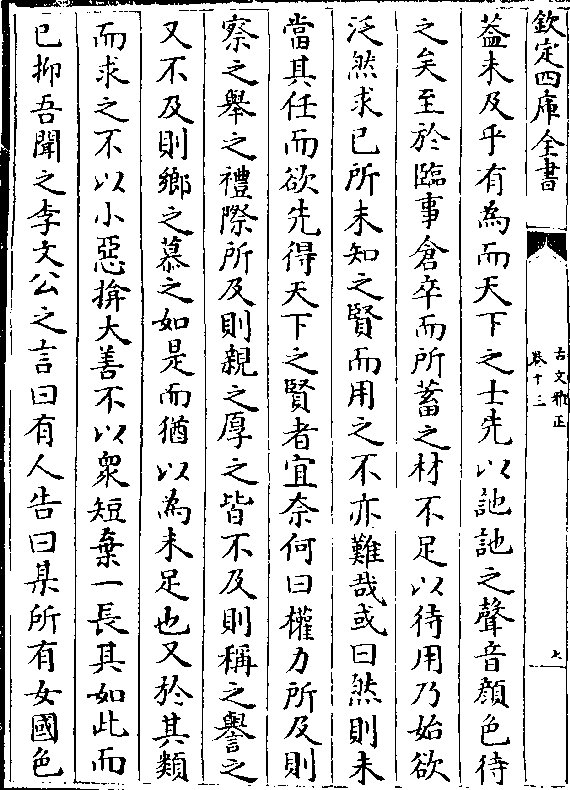 欽定四庫全書
古文雅正
卷十三
七
葢未及乎有為而天下之士先以訑訑之聲音顔色待
之矣至於臨事倉卒而所蓄之材不足以待用乃始欲
泛然求已所未知之賢而用之不亦難哉或曰然則未
當其任而欲先得天下之賢者宜奈何曰權力所及則
察之舉之禮際所及則親之厚之皆不及則稱之譽之
又不及則鄉之慕之如是而猶以為未足也又於其類
而求之不以小惡揜大善不以衆短棄一長其如此而
已抑吾聞之李文公之言曰有人告曰某所有女國色